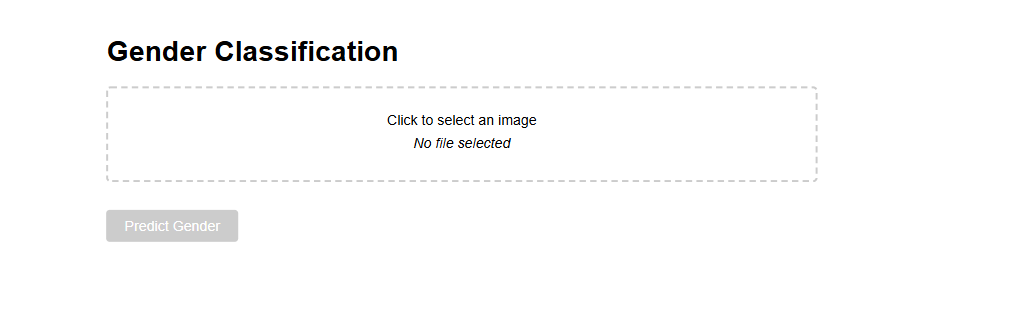 Gender Classification
Click to select an image
No file selected
Predict Gender